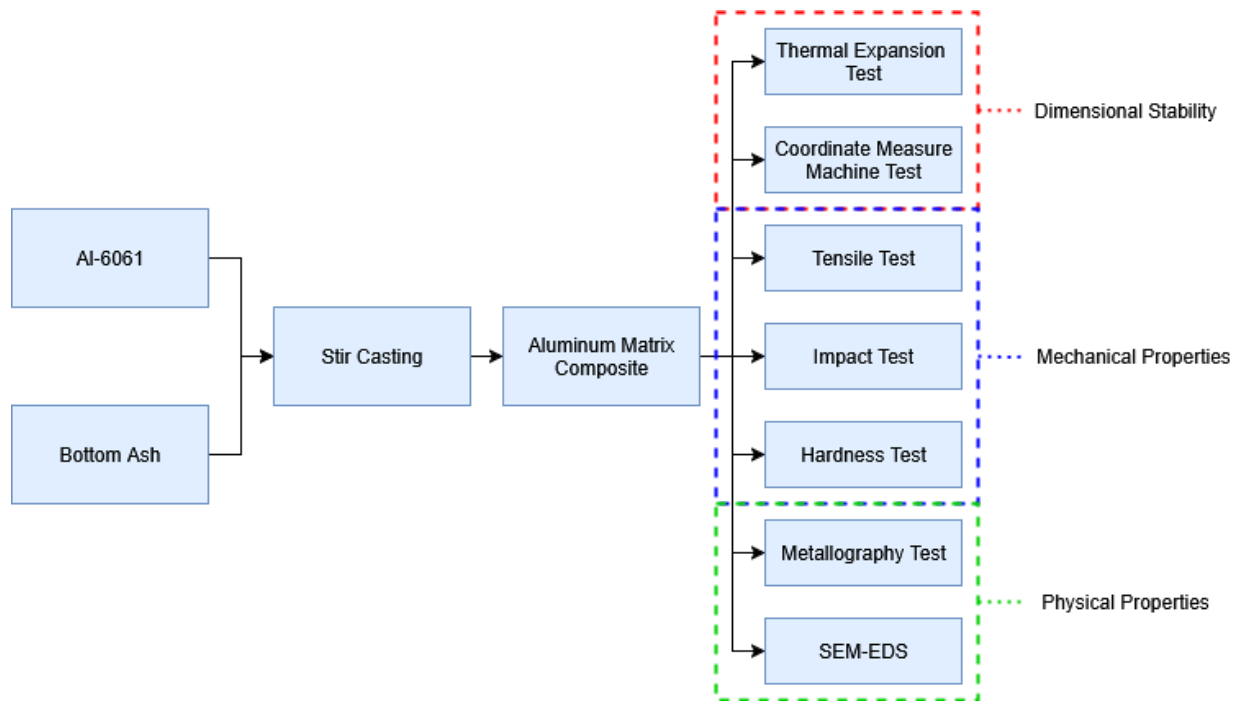 Thermal Expansion
Test
Dimensional Stability
Coordinate Measure
Machine Test
Al-6061
Tensile Test
Stir Casting
Aluminum Matrix
Composite
Impact Test
Mechanical Properties
Bottom Ash
Hardness Test
Metallography Test
Physical Properties
SEM-EDS